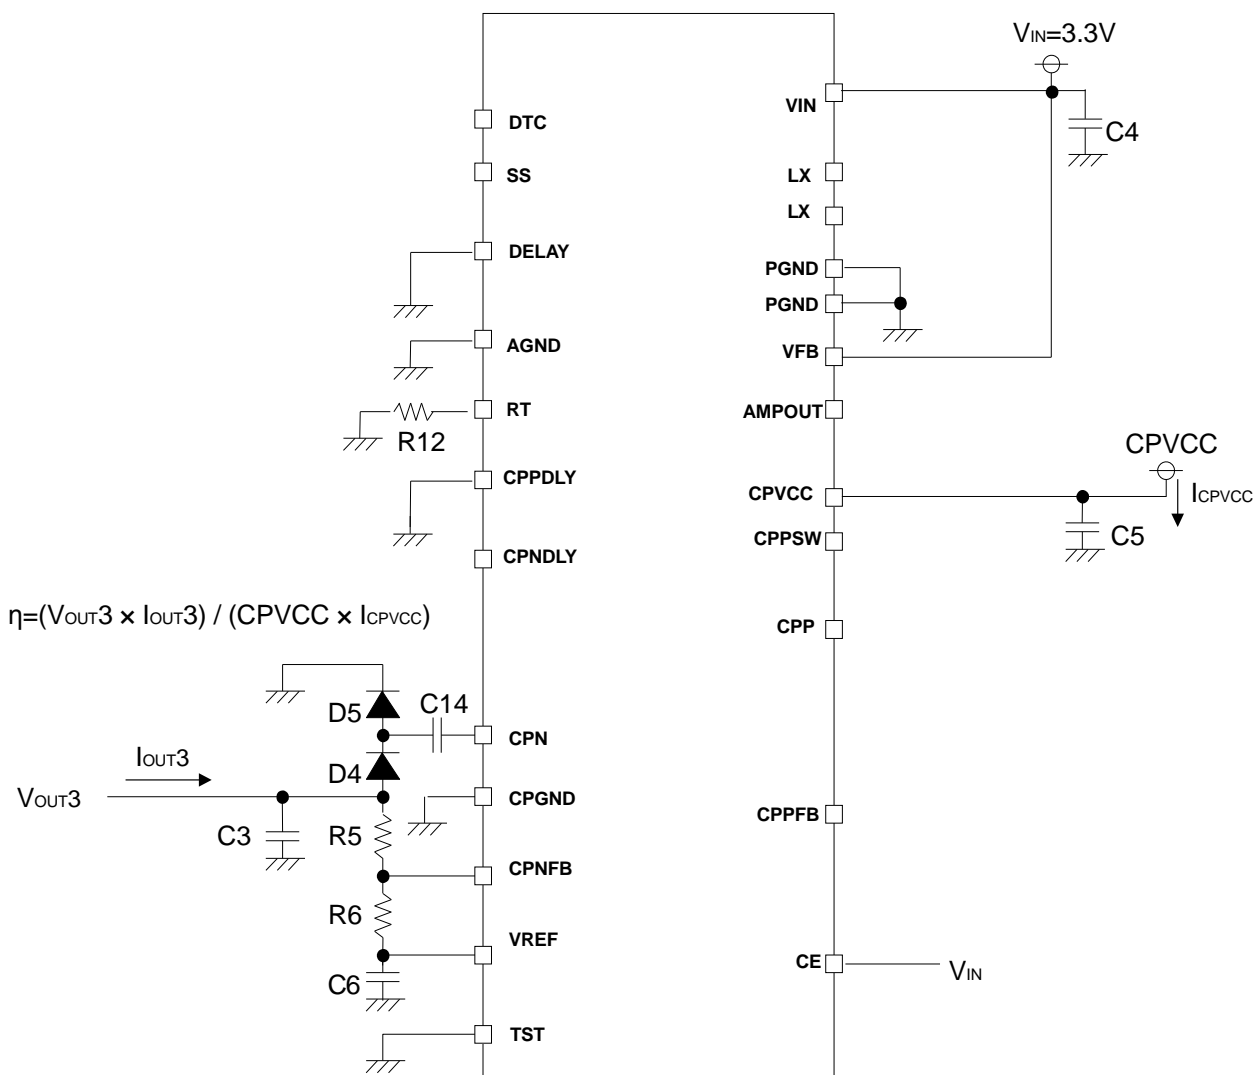 VIN=3.3V
VIN
C4
DTC
SS
LX
LX
DELAY
PGND
PGND
AGND
VFB
RT
AMPOUT
R12
CPVCC
CPPDLY
CPVCC
ICPVCC
C5
CPPSW
CPNDLY
η=(VOUT3 × IOUT3) / (CPVCC × ICPVCC)
CPP
C14
D5
CPN
IOUT3
D4
VOUT3
CPGND
C3
R5
CPPFB
CPNFB
R6
VREF
CE
VIN
C6
TST